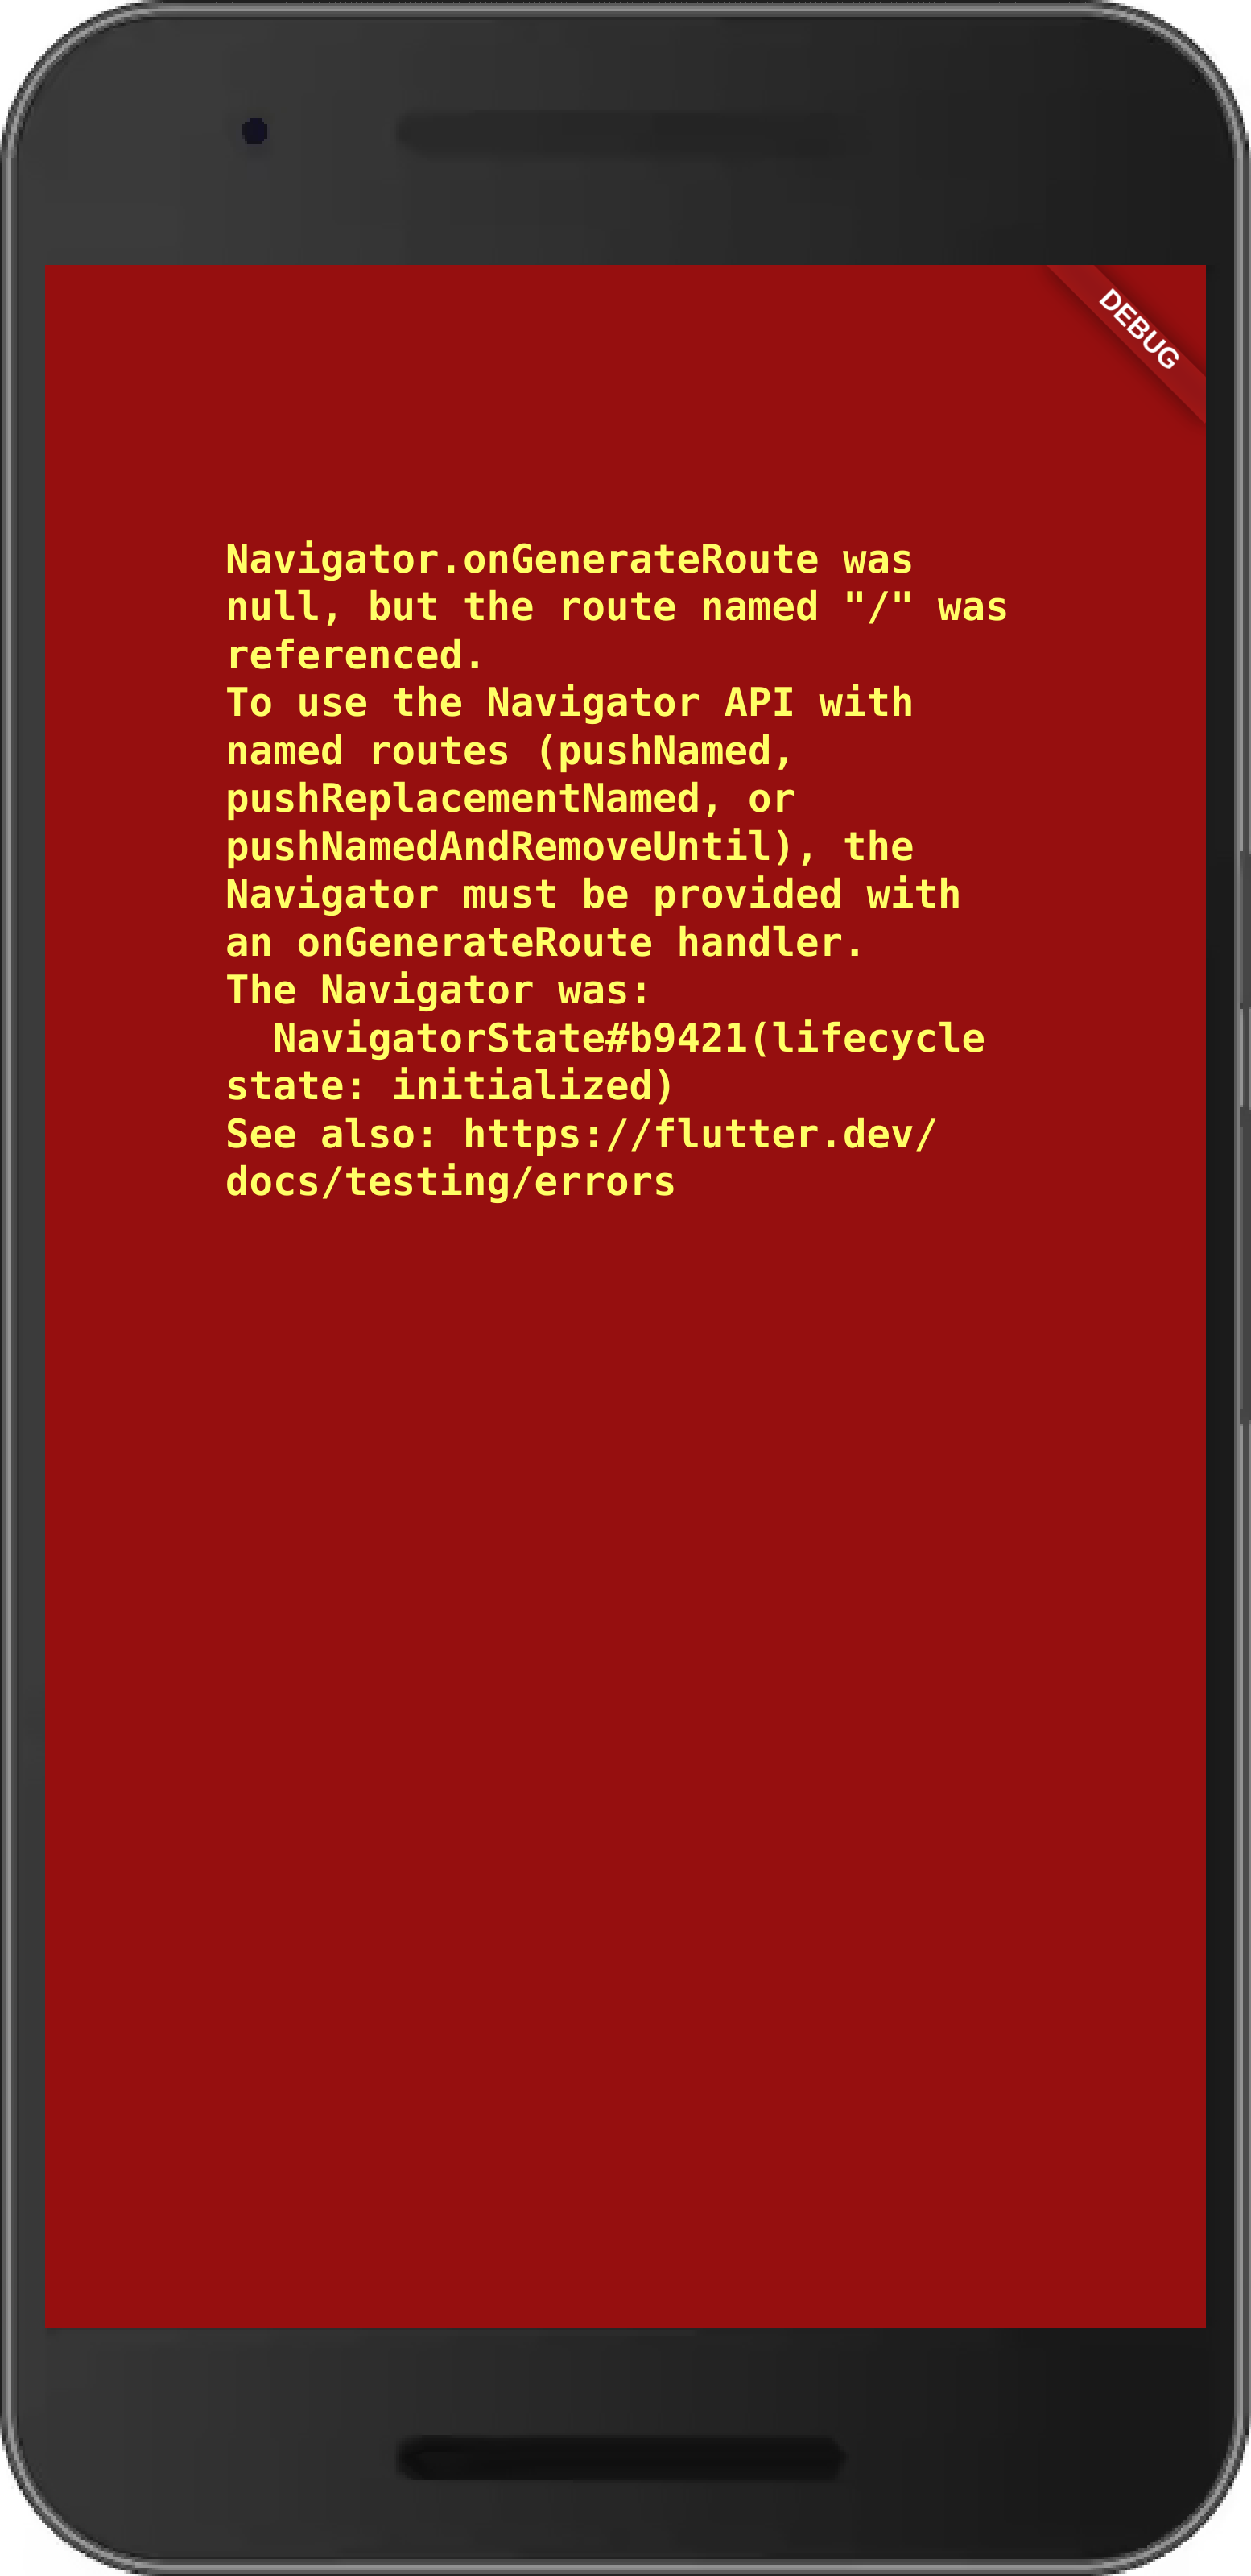 DEBUG
Navigator.onGenerateRoute was
null, but the route named "/" was
referenced.
To use the Navigator API with
named routes (pushNamed,
pushReplacementNamed, or
pushNamedAndRemoveUntil), the
Navigator must be provided with
an onGenerateRoute handler.
The Navigator was:
  NavigatorState#b9421(lifecycle
state: initialized)
See also: https://flutter.dev/
docs/testing/errors